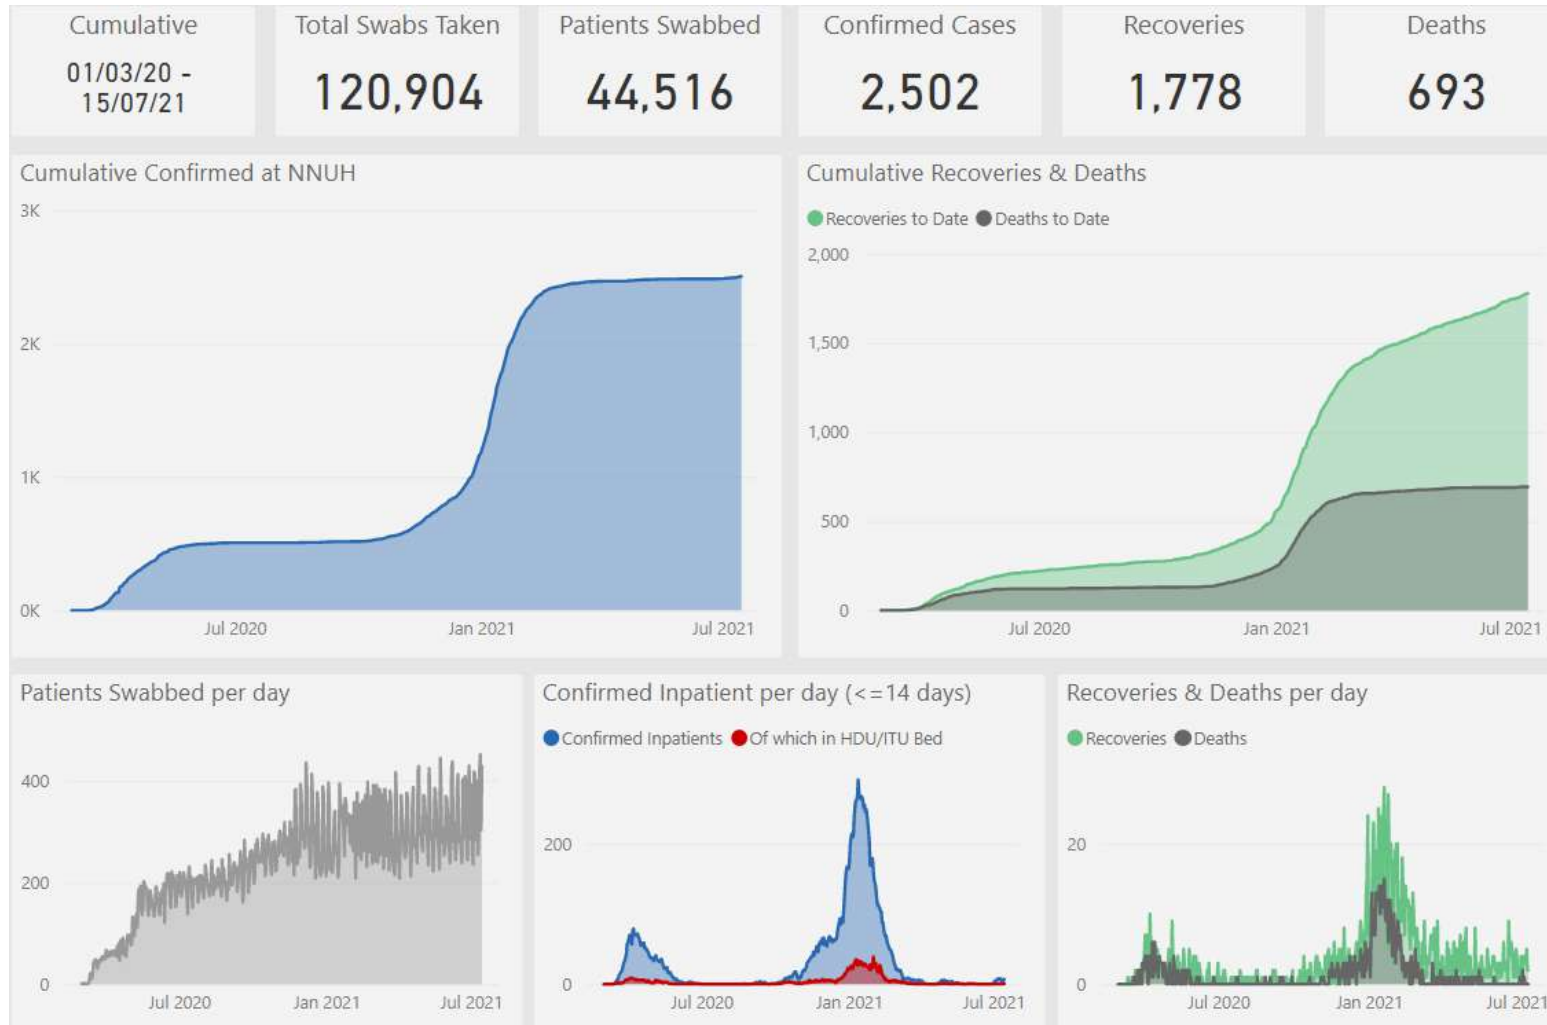 Cumulative
01/03/20 -
15/07/21
Total Swabs Taken
120,904
Patients Swabbed
44,516
Confirmed Cases
2,502
Recoveries
1,778
Deaths
693
Cumulative Confirmed at NNUH
3K
2K
1K
0K
Jul 2020
Jan 2021
Jul 2021
Cumulative Recoveries & Deaths
Recoveries to Date Deaths to Date
2,000
1,500
1,000
500
0
Jul 2020
Jan 2021
Jul 2021
Patients Swabbed per day
400
200
0
Jul 2020
Jan 2021
Jul 2021
Confirmed Inpatient per day (<=14 days)
Confirmed Inpatients Of which in HDU/ITU Bed
200
0
Jul 2020
Jan 2021
Jul 2021
Recoveries & Deaths per day
Recoveries Deaths
20
0
Jul 2020
Jan 2021
Jul 2021